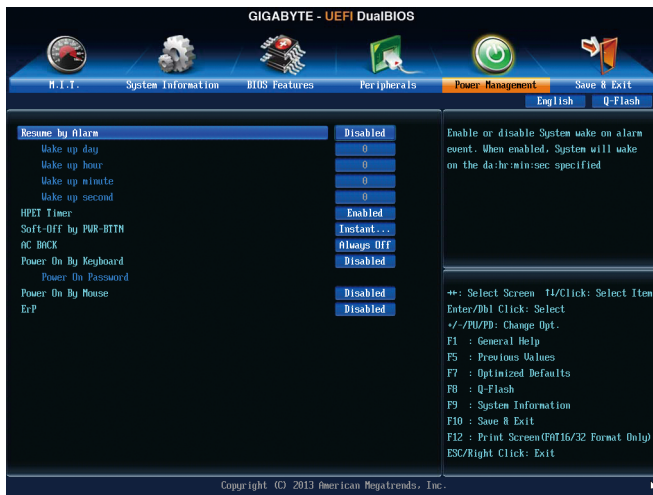 GIGABYTE - UEFI DualBIOS
M.I.T. System Information BIOS Features Peripherals Power Management Save & Exit
English Q-Flash
Resume by Alarm Disabled
Wake up day 0
Wake up hour 0
Wake up minute 0
Wake up second 0
HPET Timer Enabled
Soft-Off by PWR-BTTN Instant...
AC BACK Always Off
Power On By Keyboard Disabled
Power On Password
Power On By Mouse Disabled
ErP Disabled
Enable or disable System wake on alarm
event. When enabled, System will wake
on the da:hr:min:sec specified
→←: Select Screen ↑↓/Click: Select Item
Enter/Dbl Click: Select
+/-/PU/PD: Change Opt.
F1 : General Help
F5 : Previous Values
F7 : Optimized Defaults
F8 : Q-Flash
F9 : System Information
F10 : Save & Exit
F12 : Print Screen(FAT16/32 Format Only)
ESC/Right Click: Exit
Copyright (C) 2013 American Megatrends, Inc.